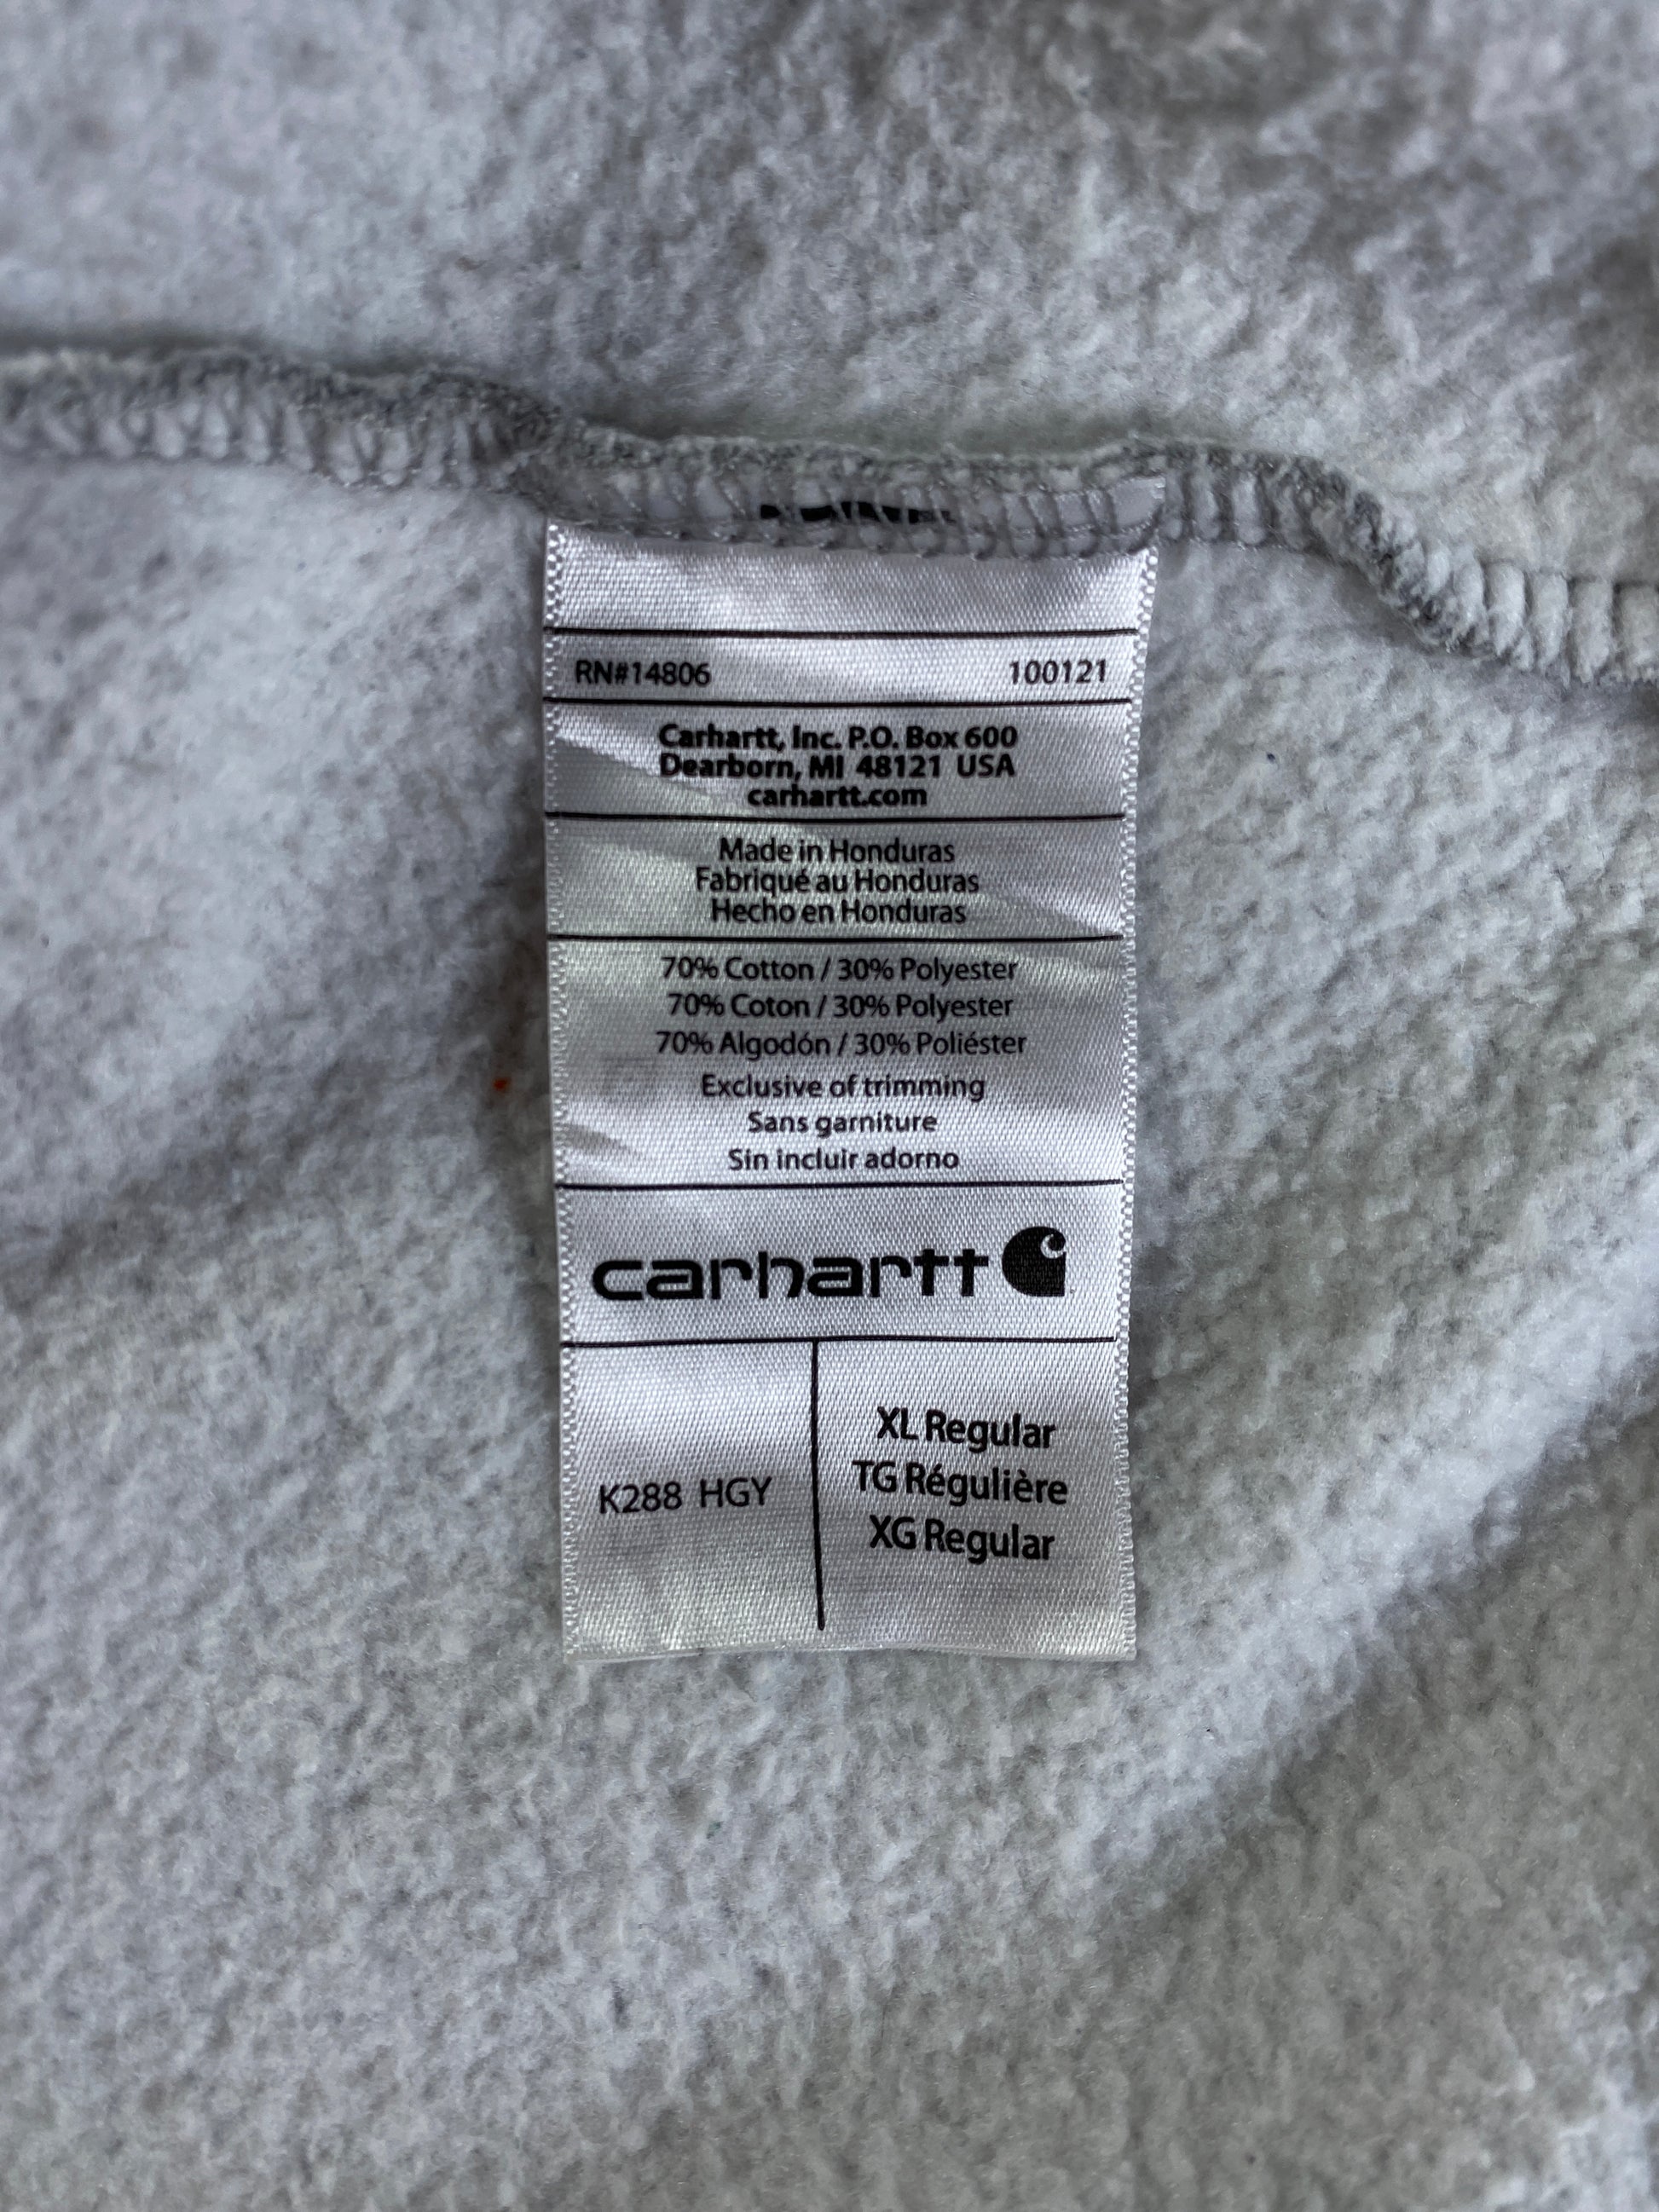 RN#14806 100121
Carhartt, Inc. P.O. Box 600
Dearborn, MI 48121 USA
carhartt.com
Made in Honduras
Fabriqué au Honduras
Hecho en Honduras
70% Cotton / 30% Polyester
70% Coton / 30% Polyester
70% Algodón / 30% Poliéster
Exclusive of trimming
Sans garniture
Sin incluir adorno
carhartt
K288 HGY
XL Regular
TG Régulière
XG Regular